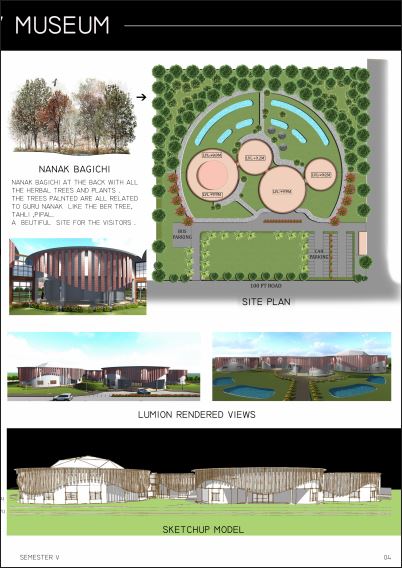 MUSEUM
NANAK BAGICHI
NANAK BAGICHI AT THE BACK WITH ALL
THE HERBAL TREES AND PLANTS .
THE TREES PALNTED ARE ALL RELATED
TO GURU NANAK LIKE THE BER TREE,
TAHLI ,PIPAL.
A BEUTIFUL SITE FOR THE VISITORS .
BUS
PARKING
CAR
PARKING
100 FT ROAD
SITE PLAN
LUMION RENDERED VIEWS
SKETCHUP MODEL
SEMESTER V
04